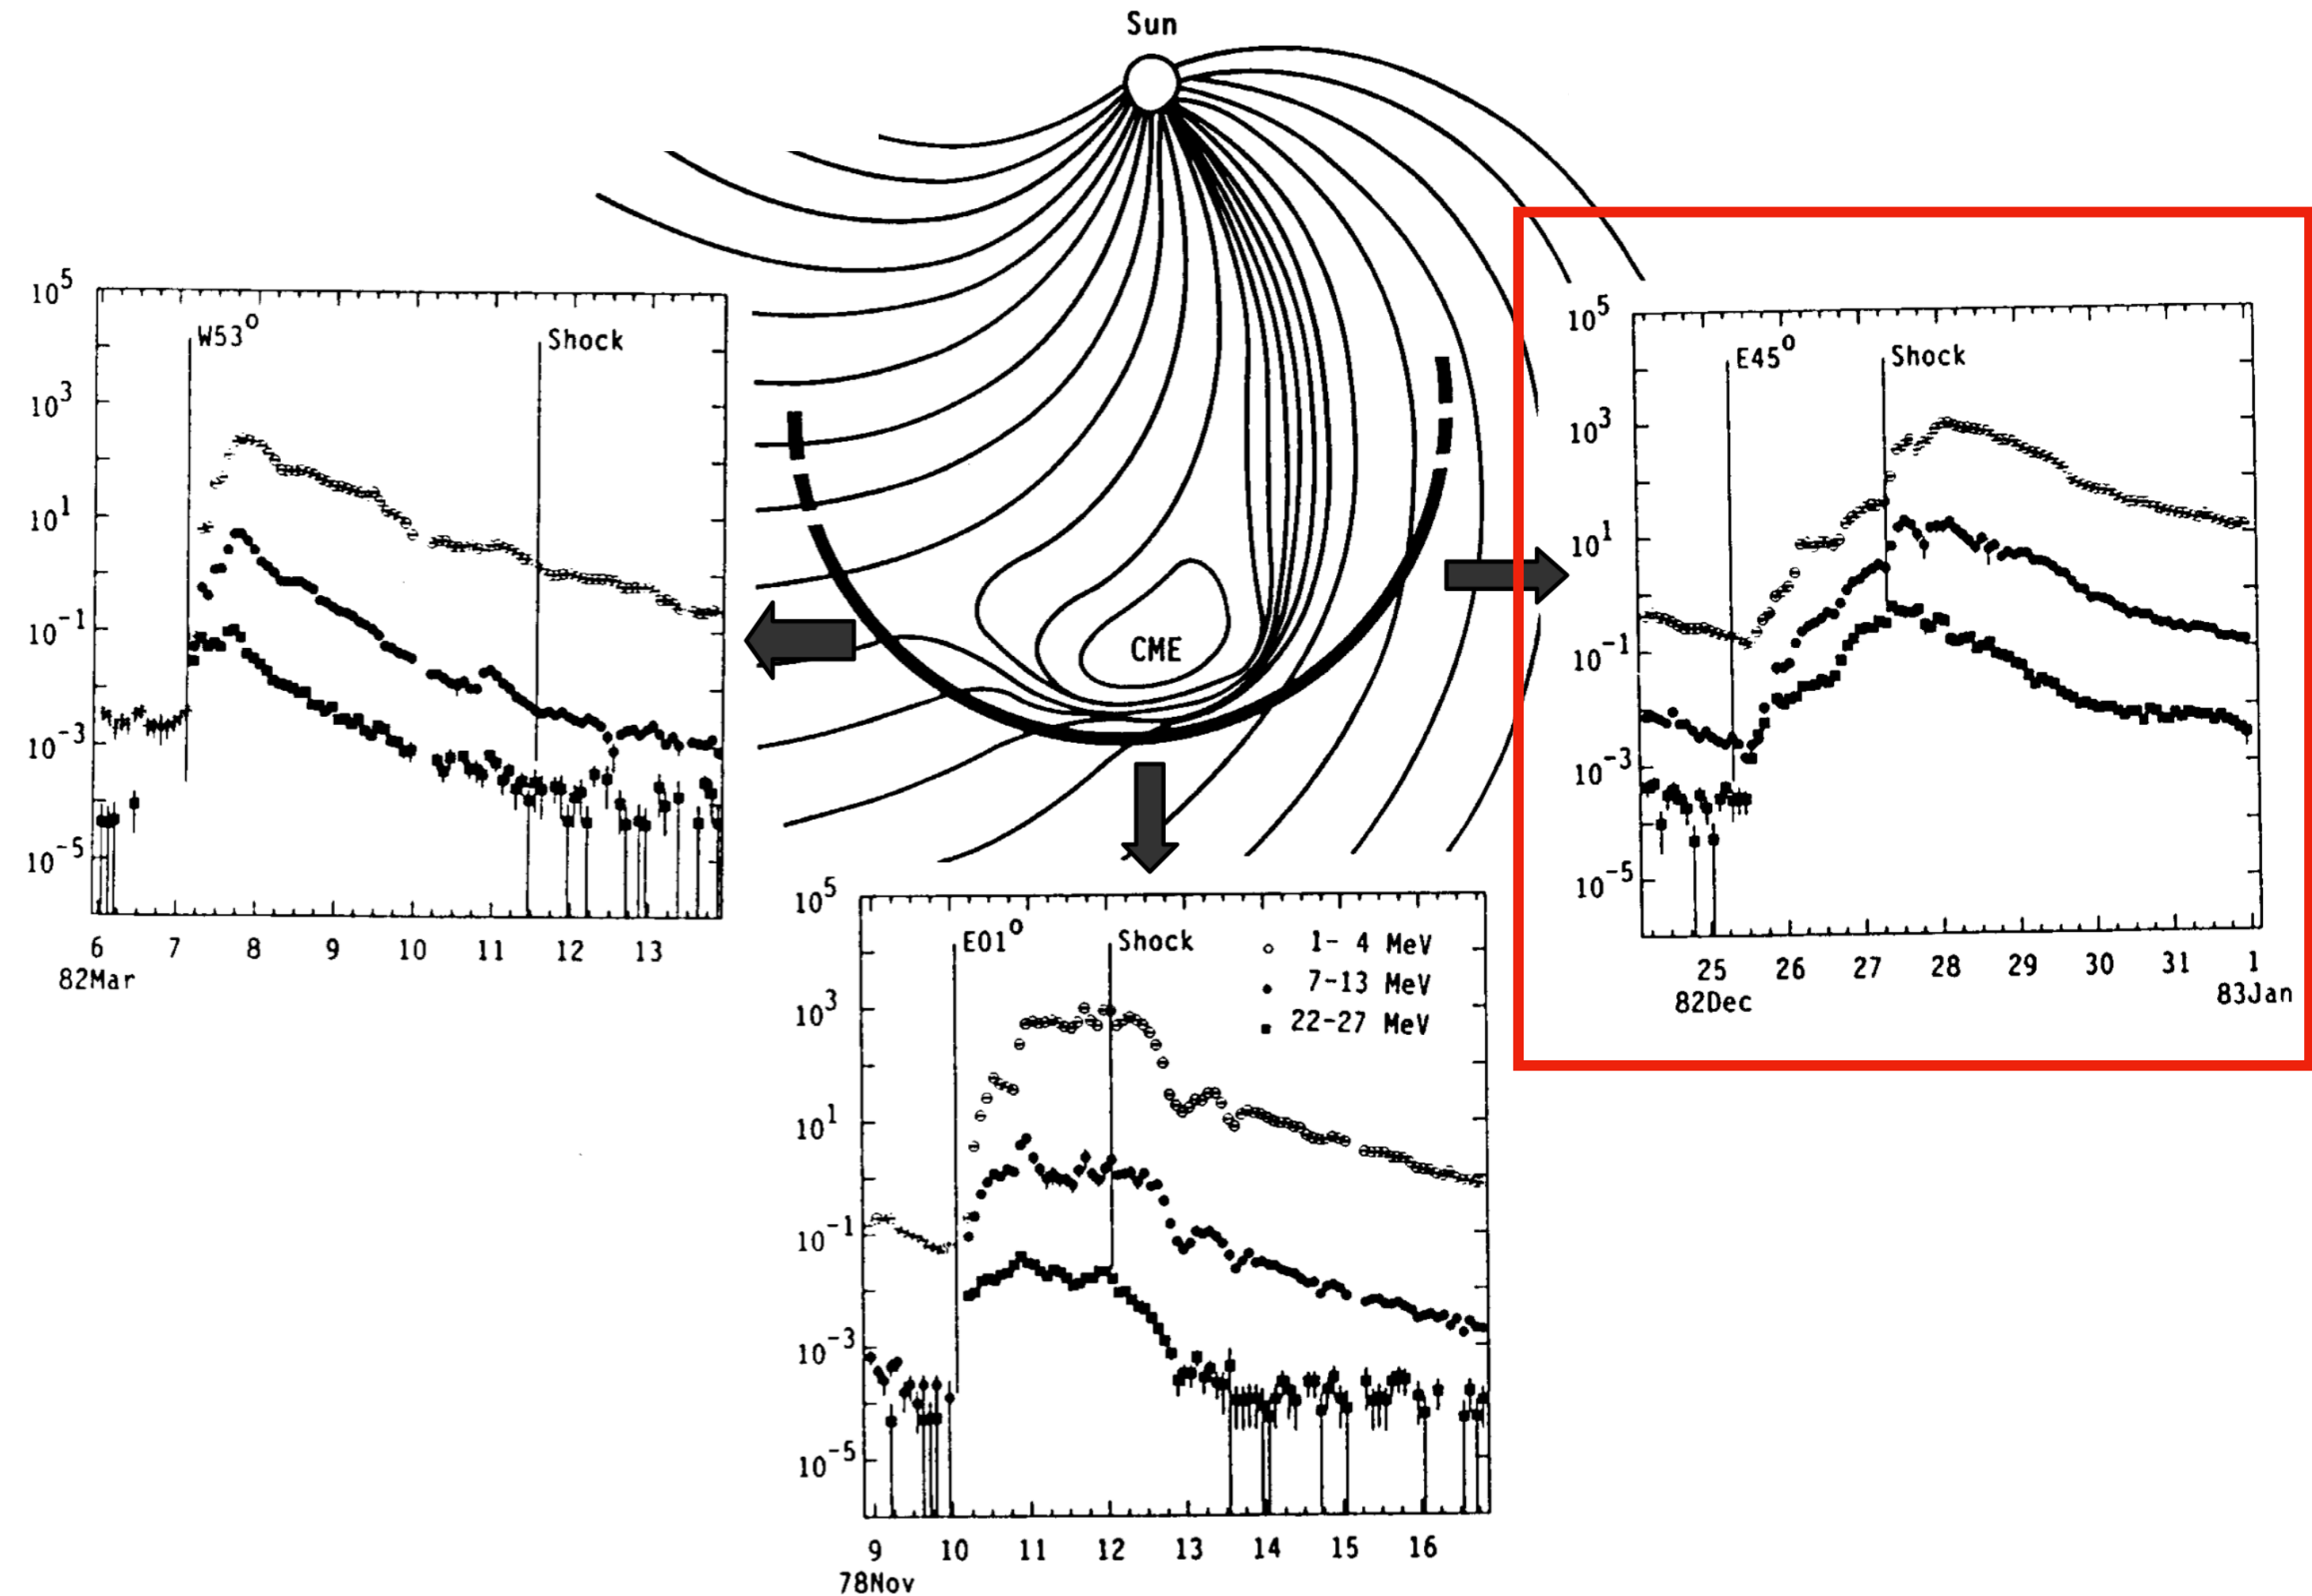 Sun
10^5
10^3
10^1
10^-1
10^-3
10^-5
W53°
Shock
6 7 8 9 10 11 12 13
82Mar
CME
10^5
10^3
10^1
10^-1
10^-3
10^-5
E45°
Shock
25 26 27 28 29 30 31 1
82Dec 83Jan
10^5
10^3
10^1
10^-1
10^-3
10^-5
E01°
Shock
1- 4 MeV
7-13 MeV
22-27 MeV
9 10 11 12 13 14 15 16
78Nov